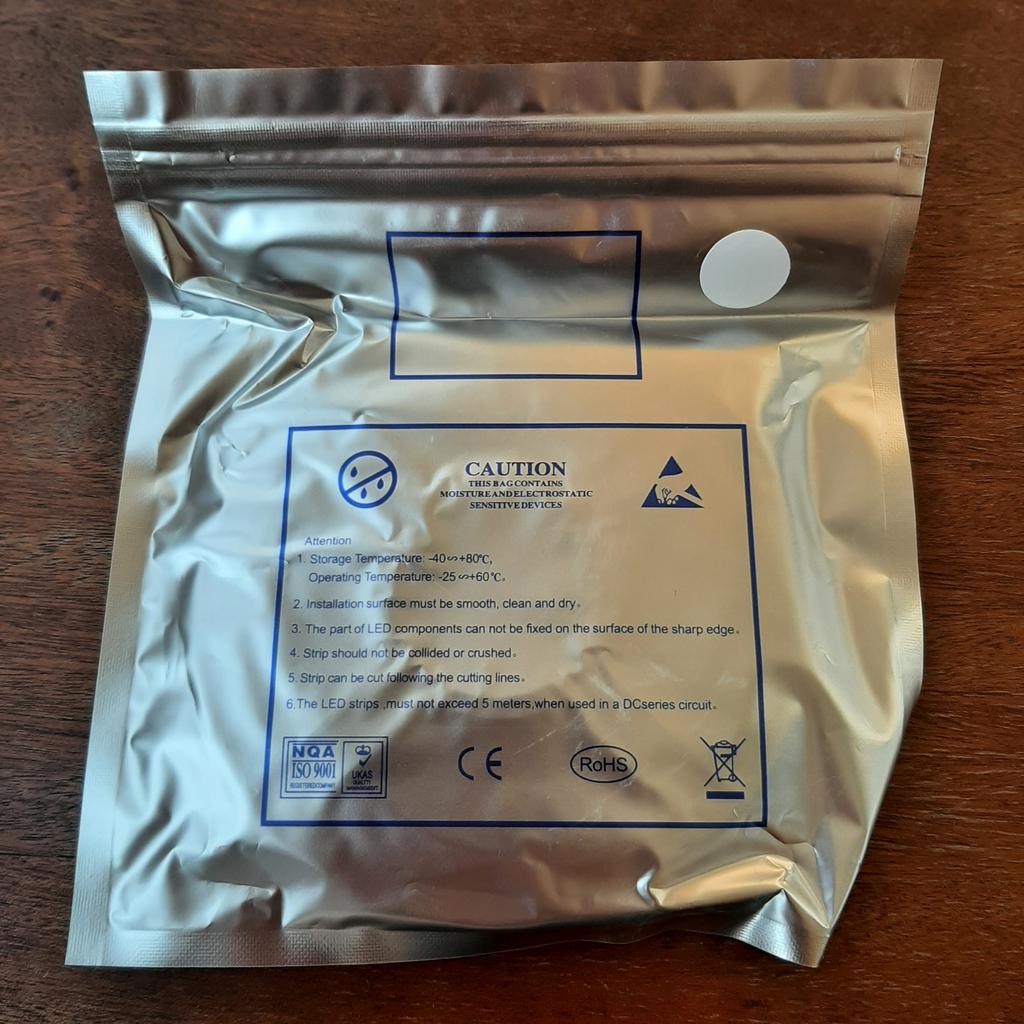 CAUTION
THIS BAG CONTAINS
MOISTURE AND ELECTROSTATIC
SENSITIVE DEVICES
Attention
1. Storage Temperature: -40∽+80℃,
Operating Temperature: -25∽+60℃。
2. Installation surface must be smooth, clean and dry。
3. The part of LED components can not be fixed on the surface of the sharp edge。
4. Strip should not be collided or crushed。
5. Strip can be cut following the cutting lines。
6.The LED strips ,must not exceed 5 meters,when used in a DCseries circuit。
NQA
ISO 9001
REGISTERED COMPANY
UKAS
QUALITY
MANAGEMENT
CE
RoHS